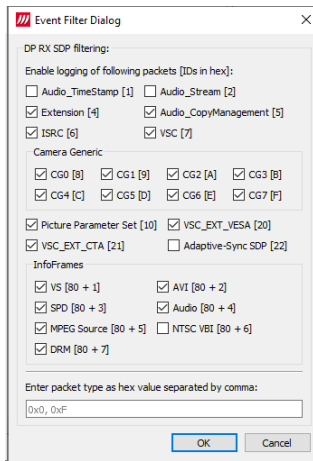 Event Filter Dialog
DP RX SDP filtering:
Enable logging of following packets [IDs in hex]:
Audio_TimeStamp [1] Audio_Stream [2]
Extension [4] Audio_CopyManagement [5]
ISRC [6] VSC [7]
Camera Generic
CG0 [8] CG1 [9] CG2 [A] CG3 [B]
CG4 [C] CG5 [D] CG6 [E] CG7 [F]
Picture Parameter Set [10] VSC_EXT_VESA [20]
VSC_EXT_CTA [21] Adaptive-Sync SDP [22]
InfoFrames
VS [80 + 1] AVI [80 + 2]
SPD [80 + 3] Audio [80 + 4]
MPEG Source [80 + 5] NTSC VBI [80 + 6]
DRM [80 + 7]
Enter packet type as hex value separated by comma:
0x0, 0xF
OK Cancel